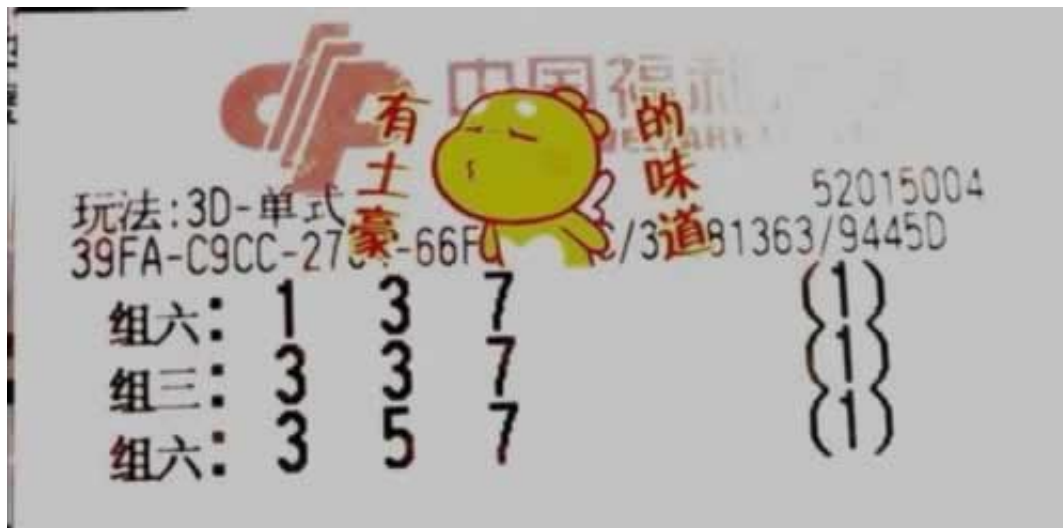 中国福利
有土豪的味道
玩法:3D-单式
52015004
39FA-C9CC-27 -66F C/3 81363/9445D
组六: 1 3 7 (1)
组三: 3 3 7 (1)
组六: 3 5 7 (1)